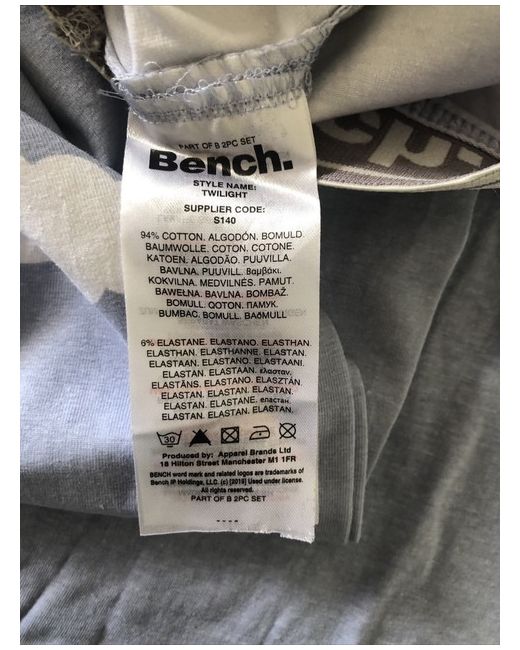 PART OF B 2PC SET
Bench.
STYLE NAME:
TWILIGHT
SUPPLIER CODE:
S140
94% COTTON. ALGODÓN. BOMULD.
BAUMWOLLE. COTON. COTONE.
KATOEN. ALGODÃO. PUUVILLA.
BAVLNA. PUUVILL. βαμβάκι.
KOKVILNA. MEDVILNĖS. PAMUT.
BAWEŁNA. BAVLNA. BOMBAŽ.
BOMULL. QOTON. ПАМУК.
BUMBAC. BOMULL. BAÐMULL
6% ELASTANE. ELASTANO. ELASTHAN.
ELASTHAN. ELASTHANNE. ELASTAN.
ELASTAAN. ELASTANO. ELASTAANI.
ELASTAN. ELASTAAN. ελασταν.
ELASTĀNS. ELASTANO. ELASZTÁN.
ELASTAN. ELASTAN. ELASTAN.
ELASTAN. ELASTANE. еластан.
ELASTAN. ELASTAN. ELASTAN.
30
Produced by: Apparel Brands Ltd
18 Hilton Street Manchester M1 1FR
BENCH word mark and related logos are trademarks of
Bench IP Holdings, LLC. (c) [2018] Used under license.
All rights reserved.
PART OF B 2PC SET